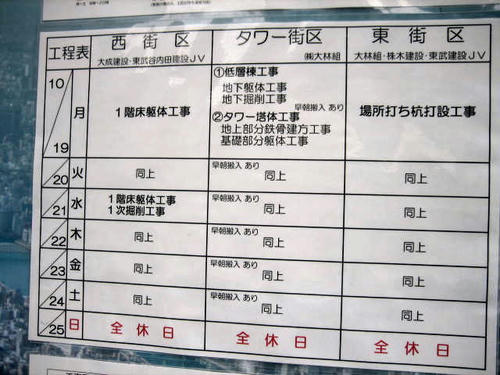 工程表
西街区
大成建設・東武谷内田建設JV
タワー街区
㈱大林組
東街区
大林組・株木建設・東武建設JV
10
19
月
1階床躯体工事
①低層棟工事
地下躯体工事
地下掘削工事
早朝搬入あり
②タワー塔体工事
地上部分鉄骨建方工事
基礎部分躯体工事
場所打ち杭打設工事
20
火
同上
早朝搬入あり
同上
同上
21
水
1階床躯体工事
1次掘削工事
早朝搬入あり
同上
同上
22
木
同上
早朝搬入あり
同上
同上
23
金
同上
早朝搬入あり
同上
同上
24
土
同上
早朝搬入あり
同上
同上
25
日
全休日
全休日
全休日